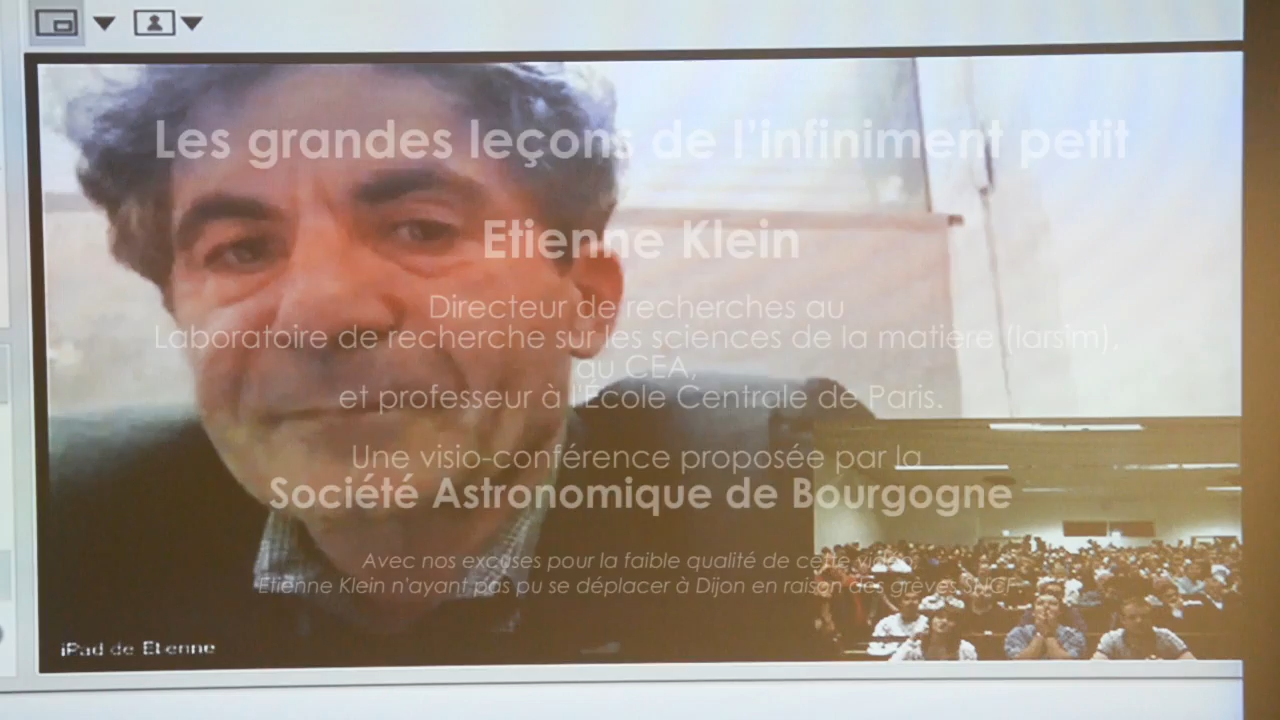 Les grandes leçons de l'infiniment petit
Etienne Klein
Directeur de recherches au
Laboratoire de recherche sur les sciences de la matière (larsim),
au CEA,
et professeur à l'Ecole Centrale de Paris.
Une visio-conférence proposée par la
Société Astronomique de Bourgogne
Avec nos excuses pour la faible qualité de cette vidéo
Etienne Klein n'ayant pas pu se déplacer à Dijon en raison des grèves SNCF.
iPad de Etienne